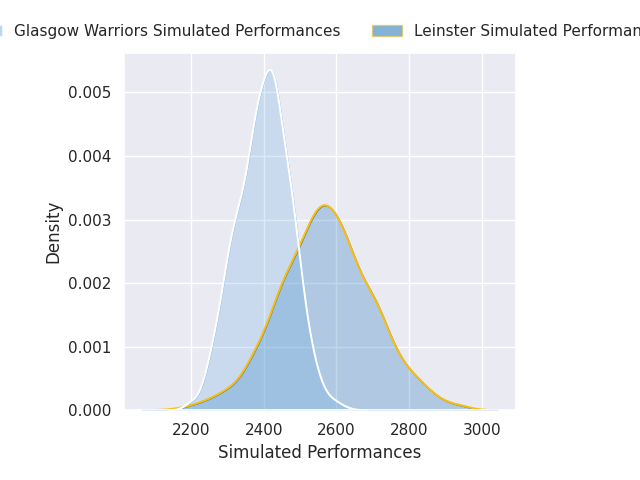 Glasgow Warriors Simulated Performances
Leinster Simulated Performan
0.005
0.004
0.003
0.002
0.001
0.000
Density
2200 2400 2600 2800 3000
Simulated Performances